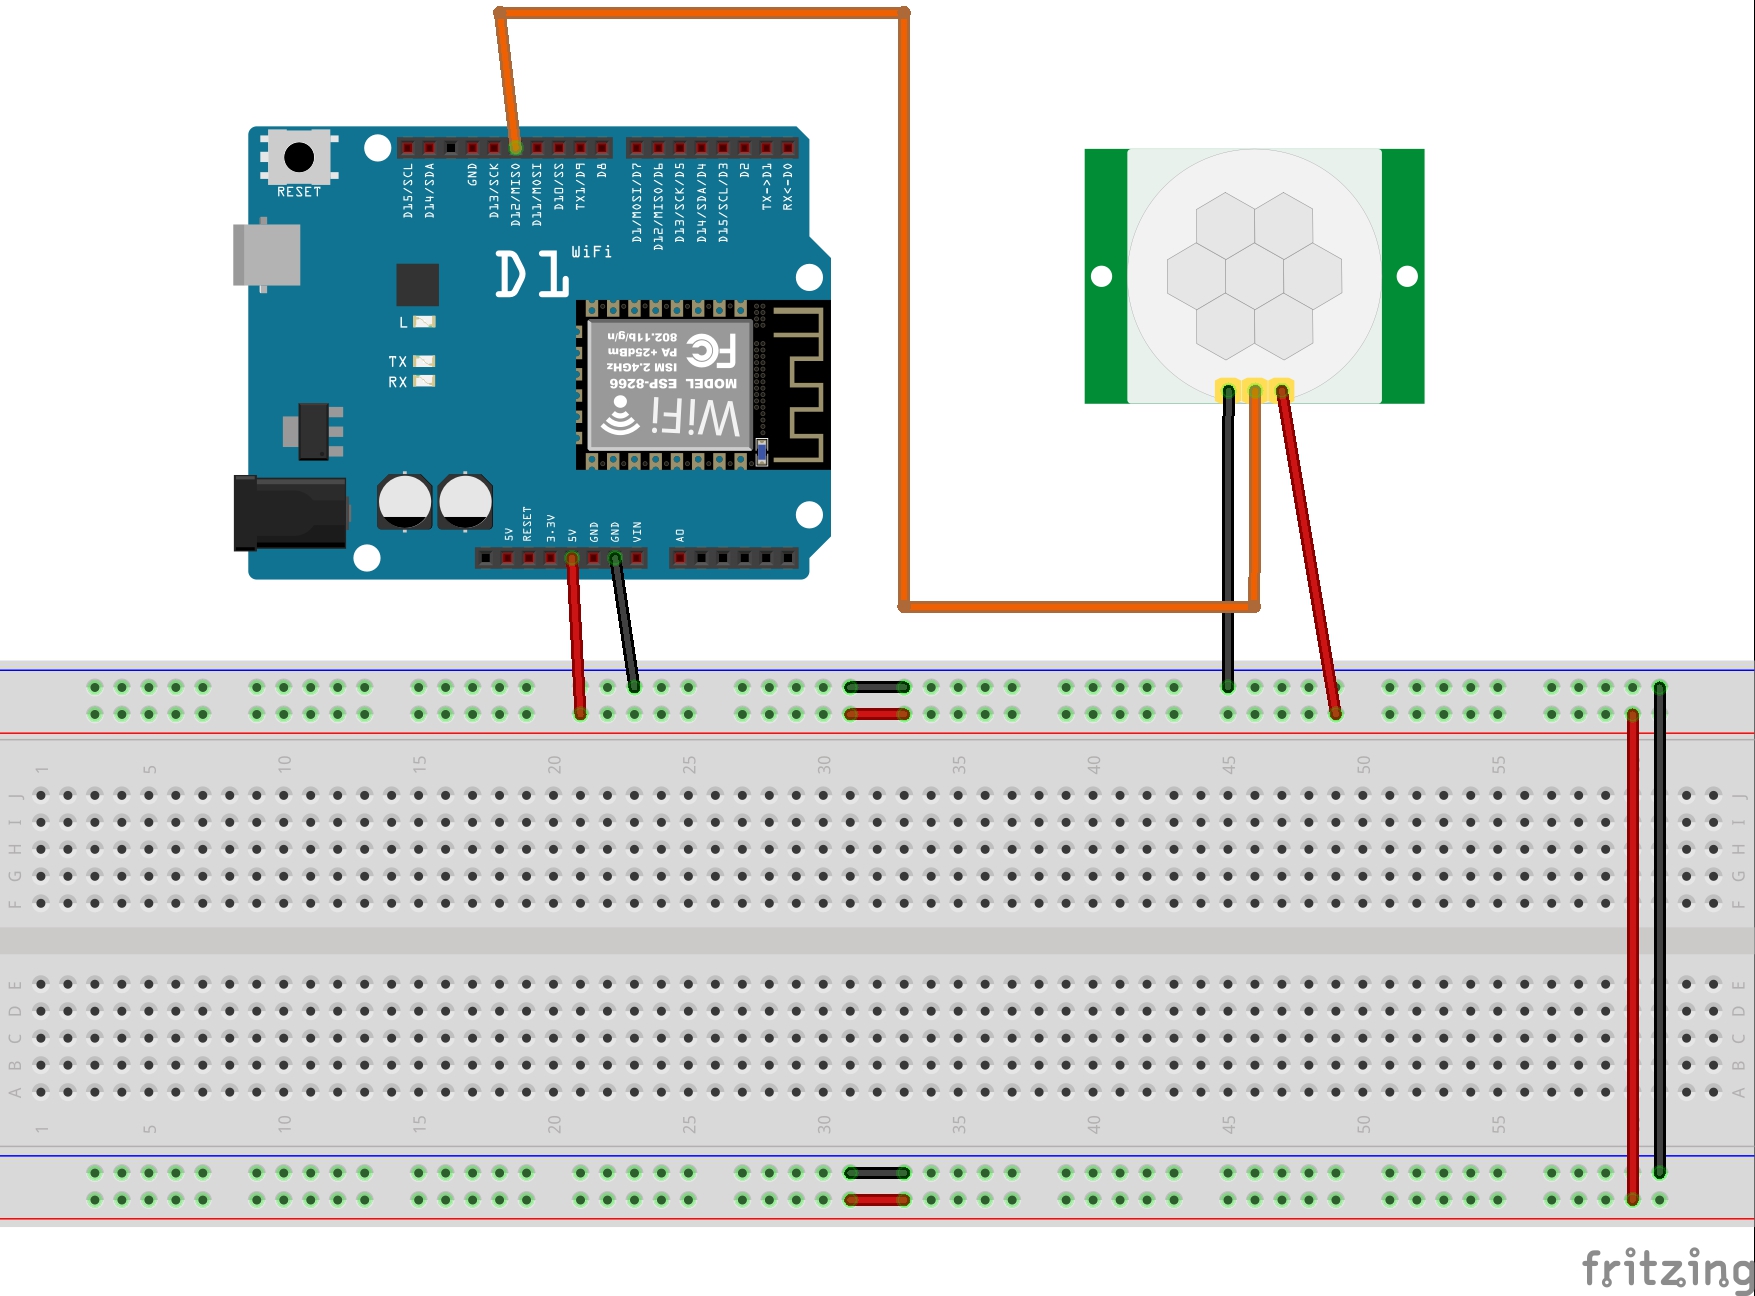 RESET
D15/SCL
D14/SDA
GND
D13/SCK
D12/MISO
D11/MOSI
D10/SS
TX1/D9
D8
D1/MOSI/D7
D12/MISO/D6
D13/SCK/D5
D14/SDA/D4
D15/SCL/D3
D2
TX->D1
RX<-D0
D1 WiFi
L
TX
RX
802.11b/g/n
PA +25dBm
ISM 2.4GHz
MODEL ESP-8266
FC
WiFi
5V
RESET
3.3V
5V
GND
GND
VIN
A0
1 5 10 15 20 25 30 35 40 45 50 55
J J
I I
H H
G G
F F
E E
D D
C C
B B
A A
1 5 10 15 20 25 30 35 40 45 50 55
fritzing